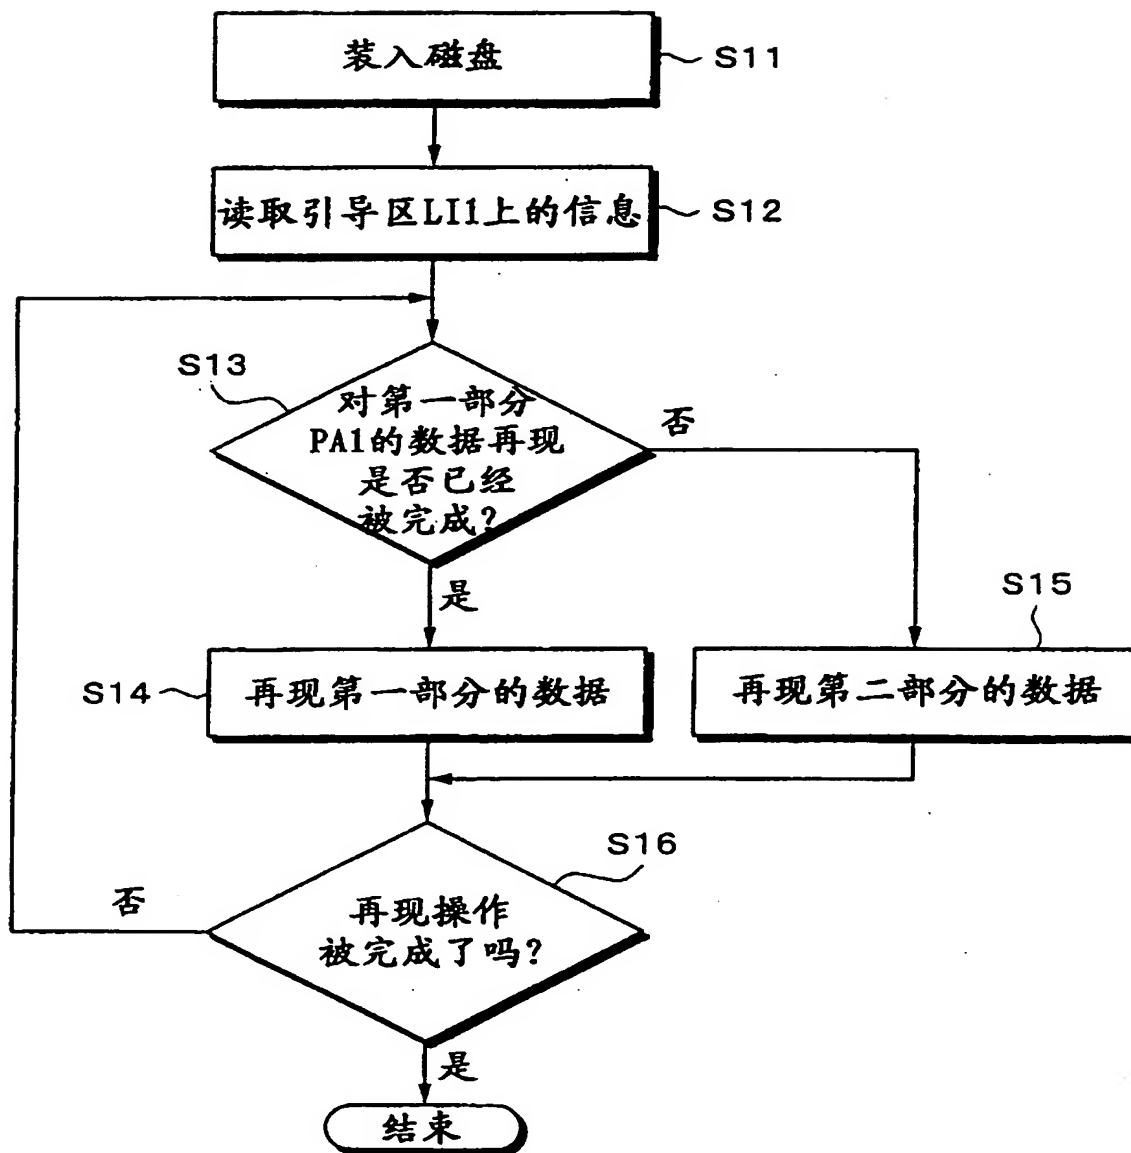 装入磁盘
S11
读取引导区LI1上的信息
S12
S13
对第一部分
PA1的数据再现
是否已经
被完成?
否
是
S15
S14
再现第一部分的数据
再现第二部分的数据
S16
否
再现操作
被完成了吗?
是
结束